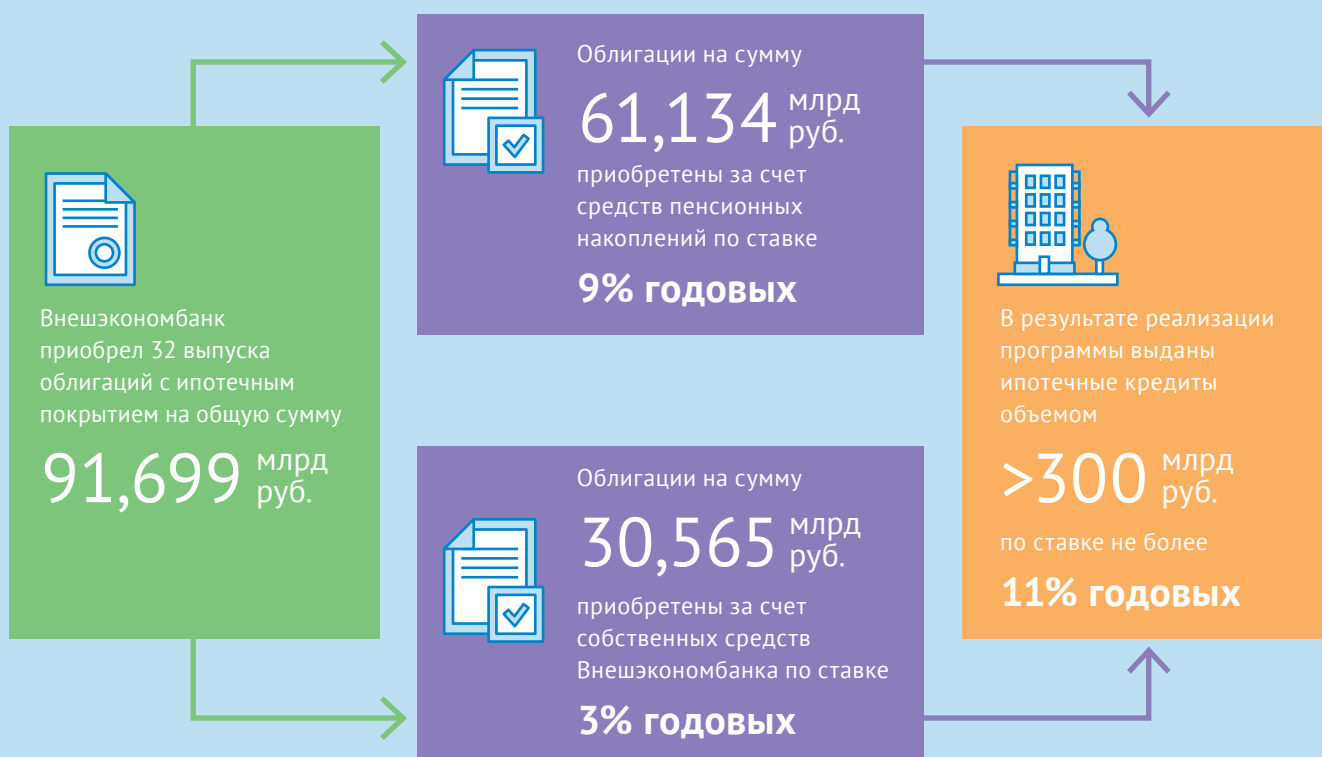 Внешэкономбанк
приобрел 32 выпуска
облигаций с ипотечным
покрытием на общую сумму
91,699 млрд
руб.
Облигации на сумму
61,134 млрд
руб.
приобретены за счет
средств пенсионных
накоплений по ставке
9% годовых
Облигации на сумму
30,565 млрд
руб.
приобретены за счет
собственных средств
Внешэкономбанка по ставке
3% годовых
В результате реализации
программы выданы
ипотечные кредиты
объемом
>300 млрд
руб.
по ставке не более
11% годовых